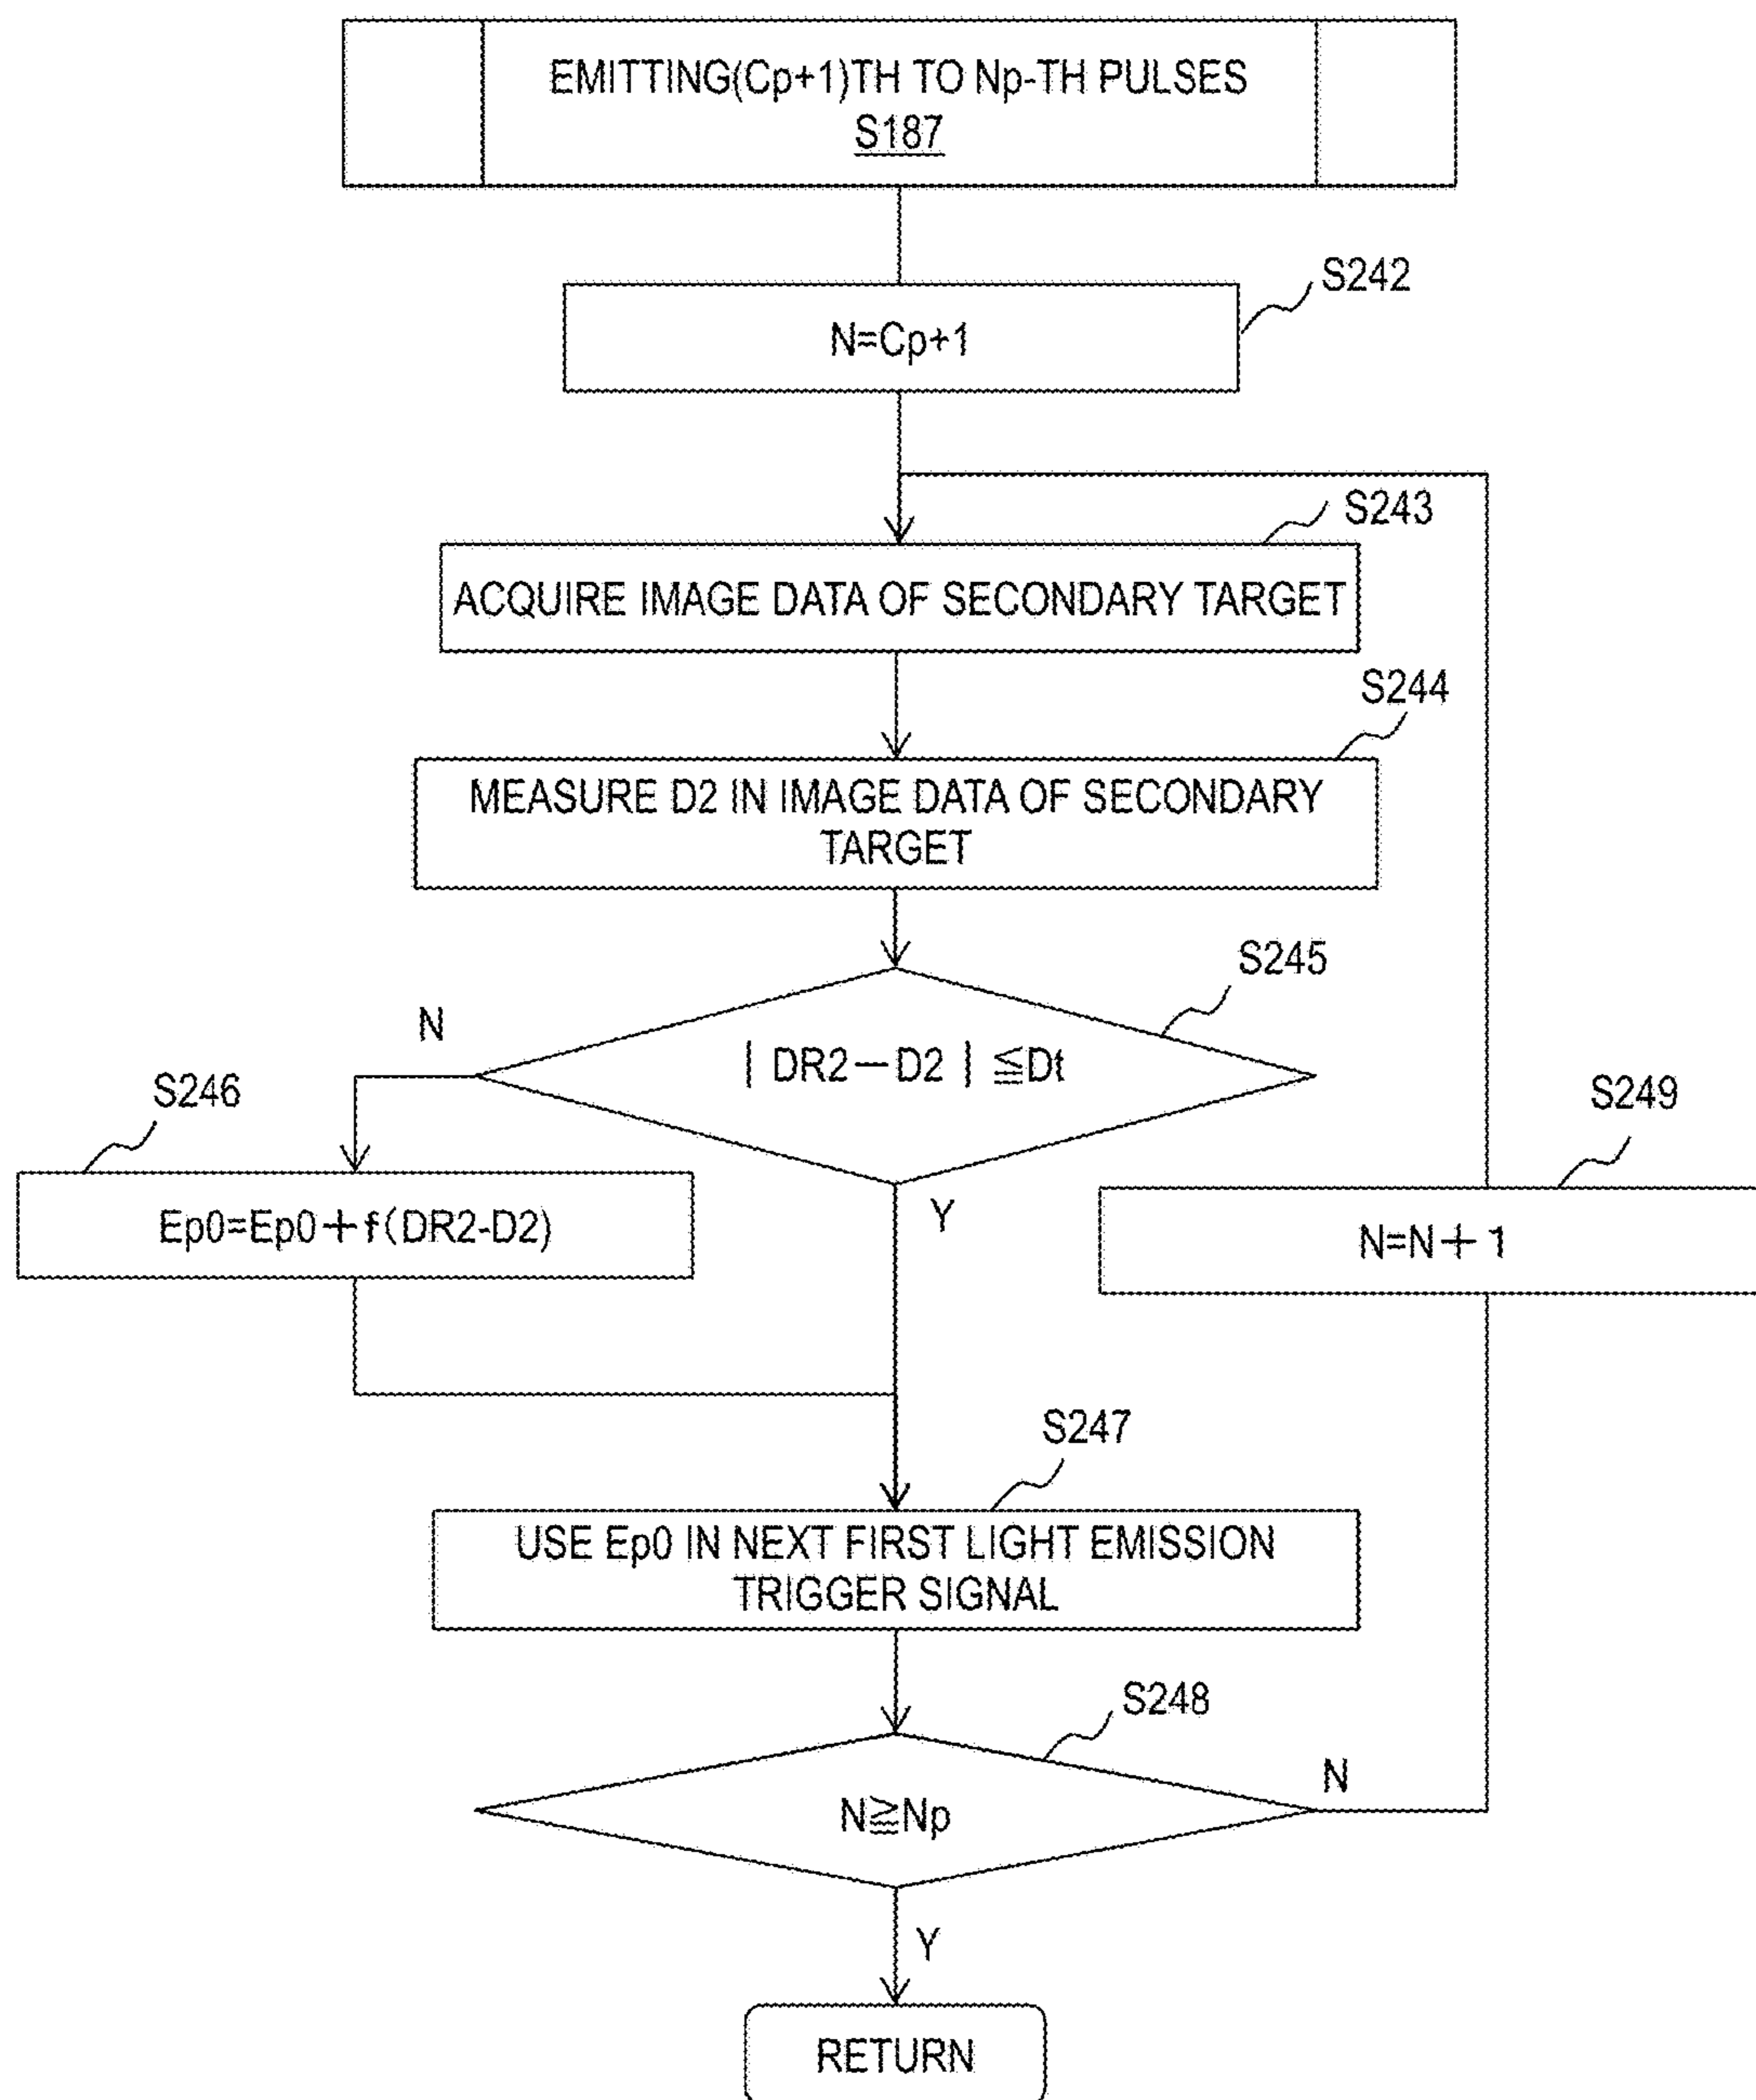 EMITTING(Cp+1)TH TO Np-TH PULSES
S187
S242
N=Cp+1
S243
ACQUIRE IMAGE DATA OF SECONDARY TARGET
S244
MEASURE D2 IN IMAGE DATA OF SECONDARY
TARGET
S245
N
| DR2－D2 | ≦Dt
S246
S249
Ep0=Ep0＋f(DR2-D2)
Y
N=N＋1
S247
USE Ep0 IN NEXT FIRST LIGHT EMISSION
TRIGGER SIGNAL
S248
N
N≧Np
Y
RETURN